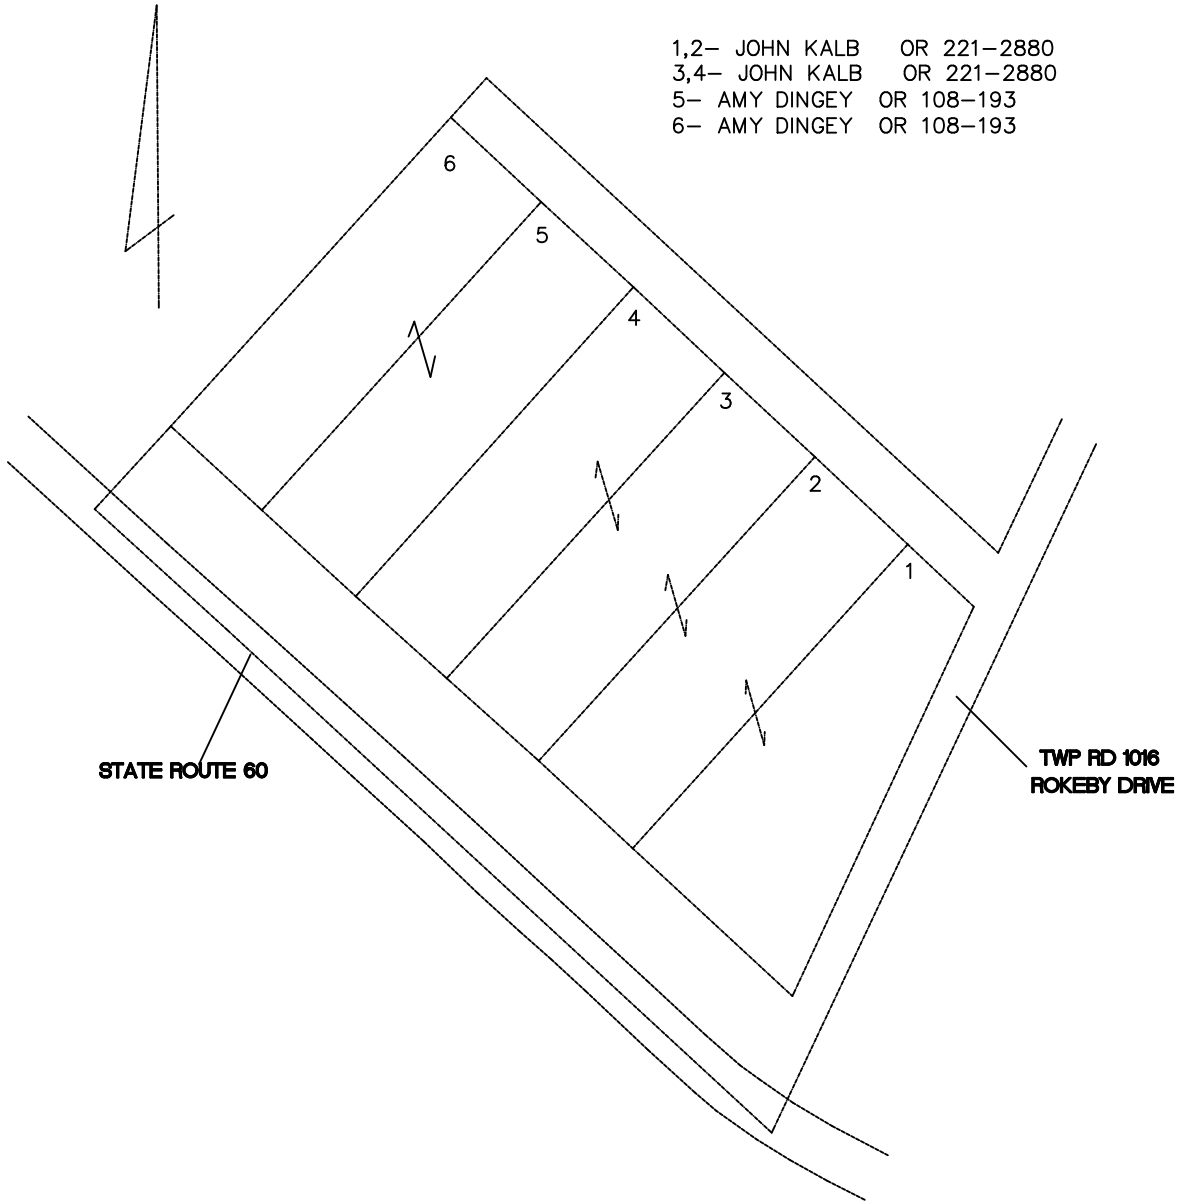 1,2- JOHN KALB OR 221-2880
3,4- JOHN KALB OR 221-2880
5- AMY DINGEY OR 108-193
6- AMY DINGEY OR 108-193
6
5
4
3
2
1
STATE ROUTE 60
TWP RD 1016
ROKEBY DRIVE